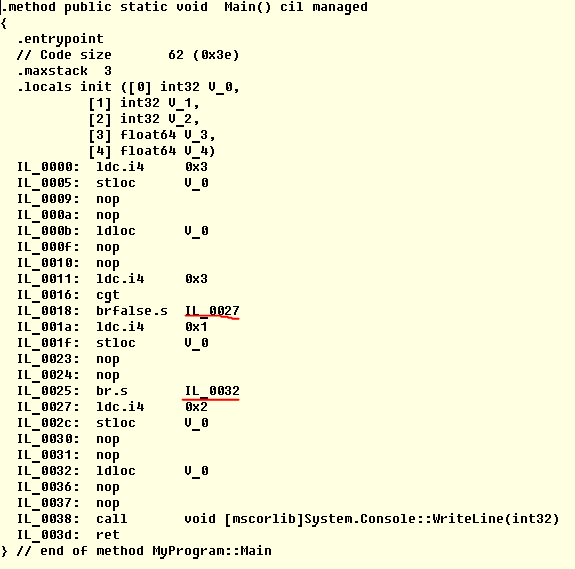 .method public static void  Main() cil managed
{
  .entrypoint
  // Code size       62 (0x3e)
  .maxstack  3
  .locals init ([0] int32 V_0,
           [1] int32 V_1,
           [2] int32 V_2,
           [3] float64 V_3,
           [4] float64 V_4)
  IL_0000:  ldc.i4     0x3
  IL_0005:  stloc      V_0
  IL_0009:  nop
  IL_000a:  nop
  IL_000b:  ldloc      V_0
  IL_000f:  nop
  IL_0010:  nop
  IL_0011:  ldc.i4     0x3
  IL_0016:  cgt
  IL_0018:  brfalse.s  IL_0027
  IL_001a:  ldc.i4     0x1
  IL_001f:  stloc      V_0
  IL_0023:  nop
  IL_0024:  nop
  IL_0025:  br.s       IL_0032
  IL_0027:  ldc.i4     0x2
  IL_002c:  stloc      V_0
  IL_0030:  nop
  IL_0031:  nop
  IL_0032:  ldloc      V_0
  IL_0036:  nop
  IL_0037:  nop
  IL_0038:  call       void [mscorlib]System.Console::WriteLine(int32)
  IL_003d:  ret
} // end of method MyProgram::Main